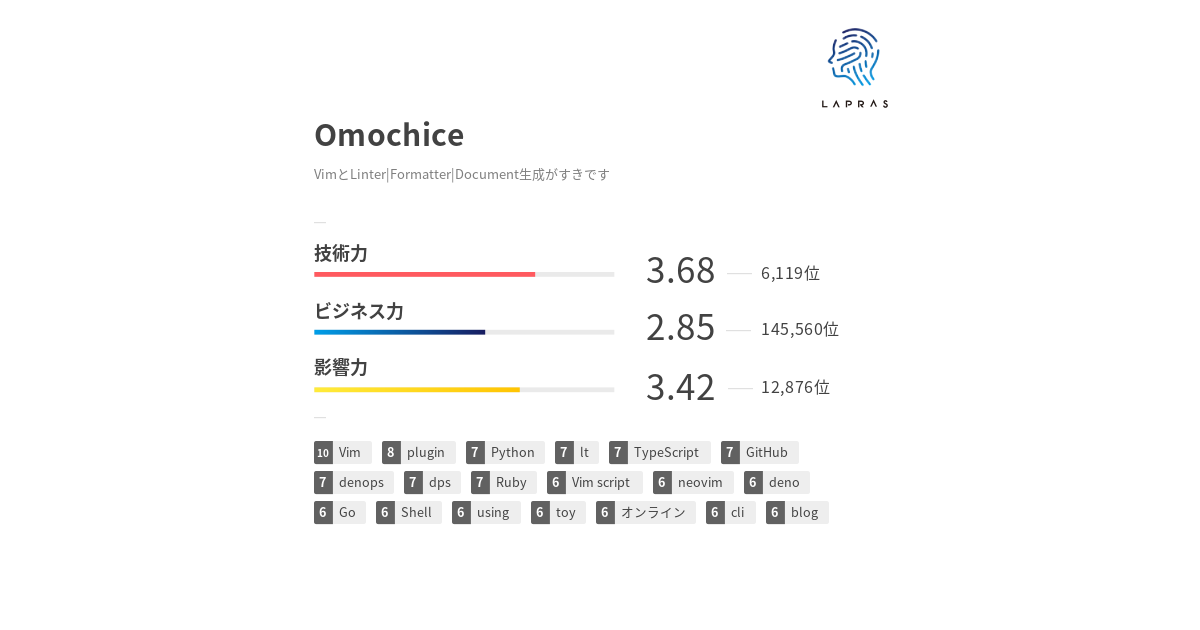 LAPRAS
Omochice
VimとLinter|Formatter|Document生成がすきです
技術力
3.68 6,119位
ビジネス力
2.85 145,560位
影響力
3.42 12,876位
10 Vim 8 plugin 7 Python 7 lt 7 TypeScript 7 GitHub
7 denops 7 dps 7 Ruby 6 Vim script 6 neovim 6 deno
6 Go 6 Shell 6 using 6 toy 6 オンライン 6 cli 6 blog